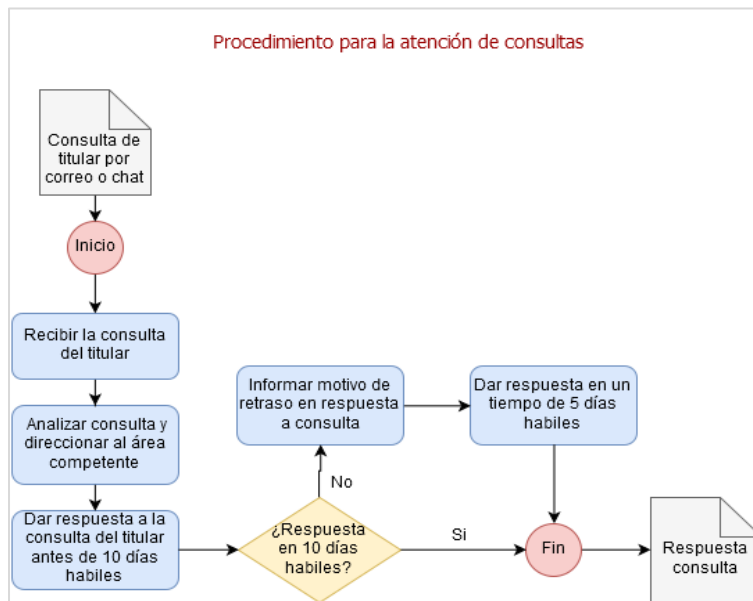 Procedimiento para la atención de consultas
Consulta de
titular por
correo o chat
Inicio
Recibir la consulta
del titular
Analizar consulta y
direccionar al área
competente
Dar respuesta a la
consulta del titular
antes de 10 días
habiles
¿Respuesta
en 10 días
habiles?
No
Informar motivo de
retraso en respuesta
a consulta
Dar respuesta en un
tiempo de 5 días
habiles
Si
Fin
Respuesta
consulta